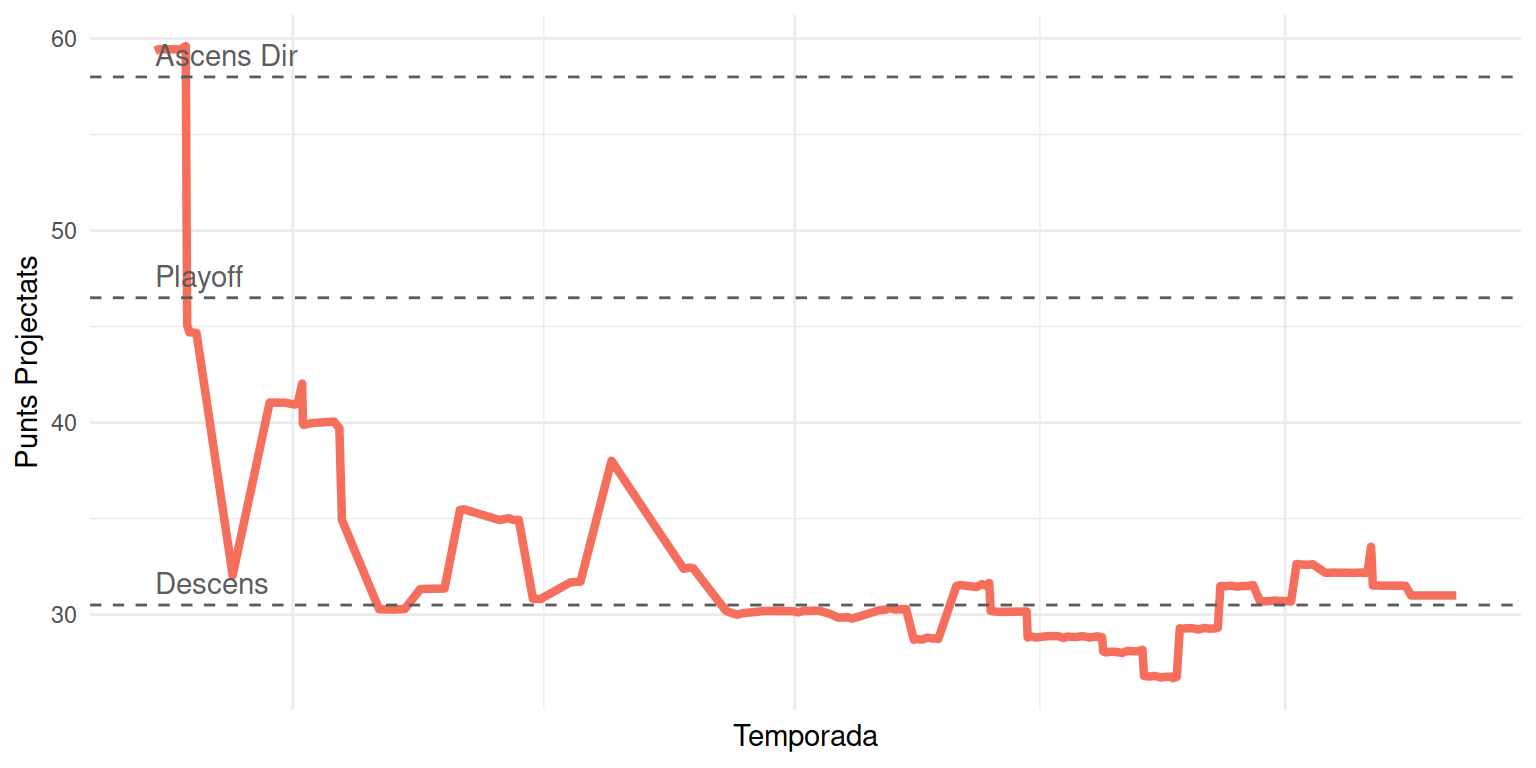 60
Ascens Dir
50
Playoff
40
Descens
30
Punts Projectats
Temporada